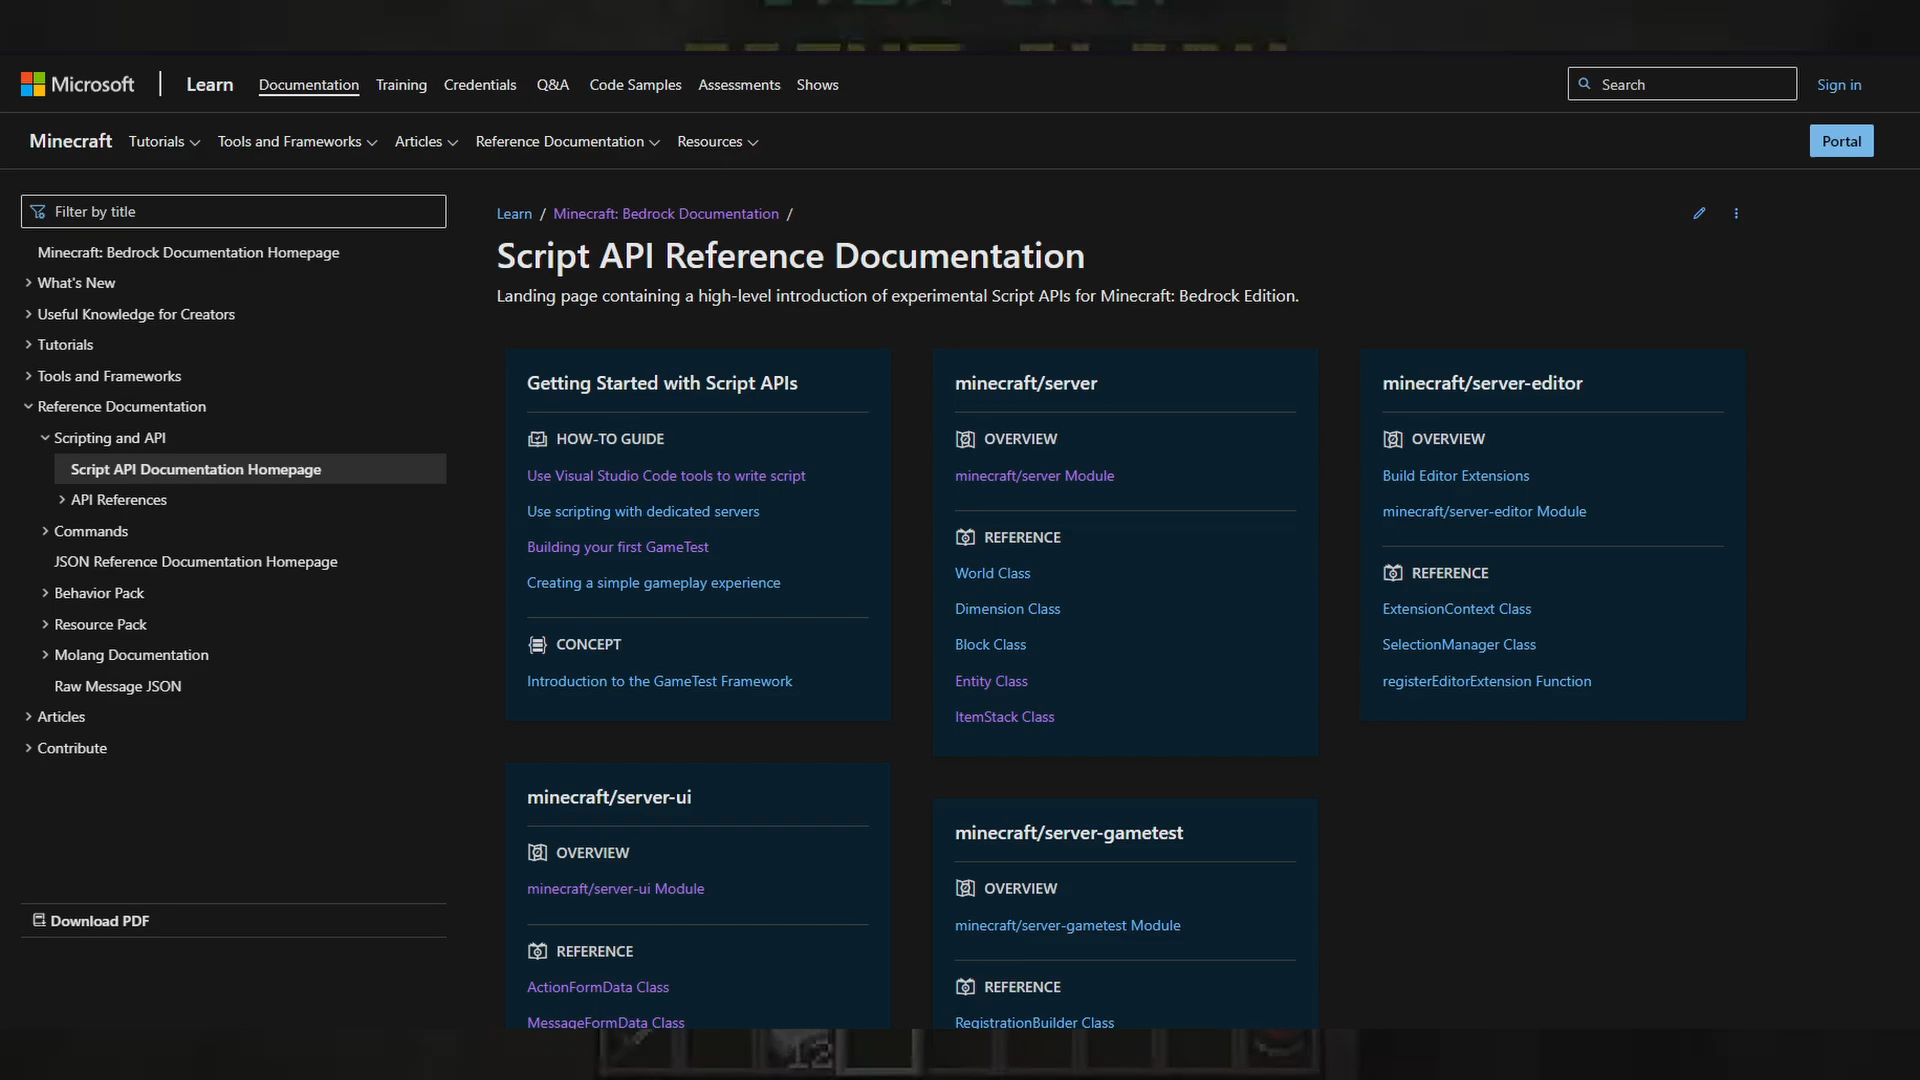 Microsoft
Learn
Documentation
Training
Credentials
Q&A
Code Samples
Assessments
Shows
Search
Sign in
Minecraft
Tutorials
Tools and Frameworks
Articles
Reference Documentation
Resources
Portal
Filter by title
Minecraft: Bedrock Documentation Homepage
What's New
Useful Knowledge for Creators
Tutorials
Tools and Frameworks
Reference Documentation
Scripting and API
Script API Documentation Homepage
API References
Commands
JSON Reference Documentation Homepage
Behavior Pack
Resource Pack
Molang Documentation
Raw Message JSON
Articles
Contribute
Download PDF
Learn / Minecraft: Bedrock Documentation /
Script API Reference Documentation
Landing page containing a high-level introduction of experimental Script APIs for Minecraft: Bedrock Edition.
Getting Started with Script APIs
HOW-TO GUIDE
Use Visual Studio Code tools to write script
Use scripting with dedicated servers
Building your first GameTest
Creating a simple gameplay experience
CONCEPT
Introduction to the GameTest Framework
minecraft/server
OVERVIEW
minecraft/server Module
REFERENCE
World Class
Dimension Class
Block Class
Entity Class
ItemStack Class
minecraft/server-editor
OVERVIEW
Build Editor Extensions
minecraft/server-editor Module
REFERENCE
ExtensionContext Class
SelectionManager Class
registerEditorExtension Function
minecraft/server-ui
OVERVIEW
minecraft/server-ui Module
REFERENCE
ActionFormData Class
MessageFormData Class
minecraft/server-gametest
OVERVIEW
minecraft/server-gametest Module
REFERENCE
RegistrationBuilder Class
12